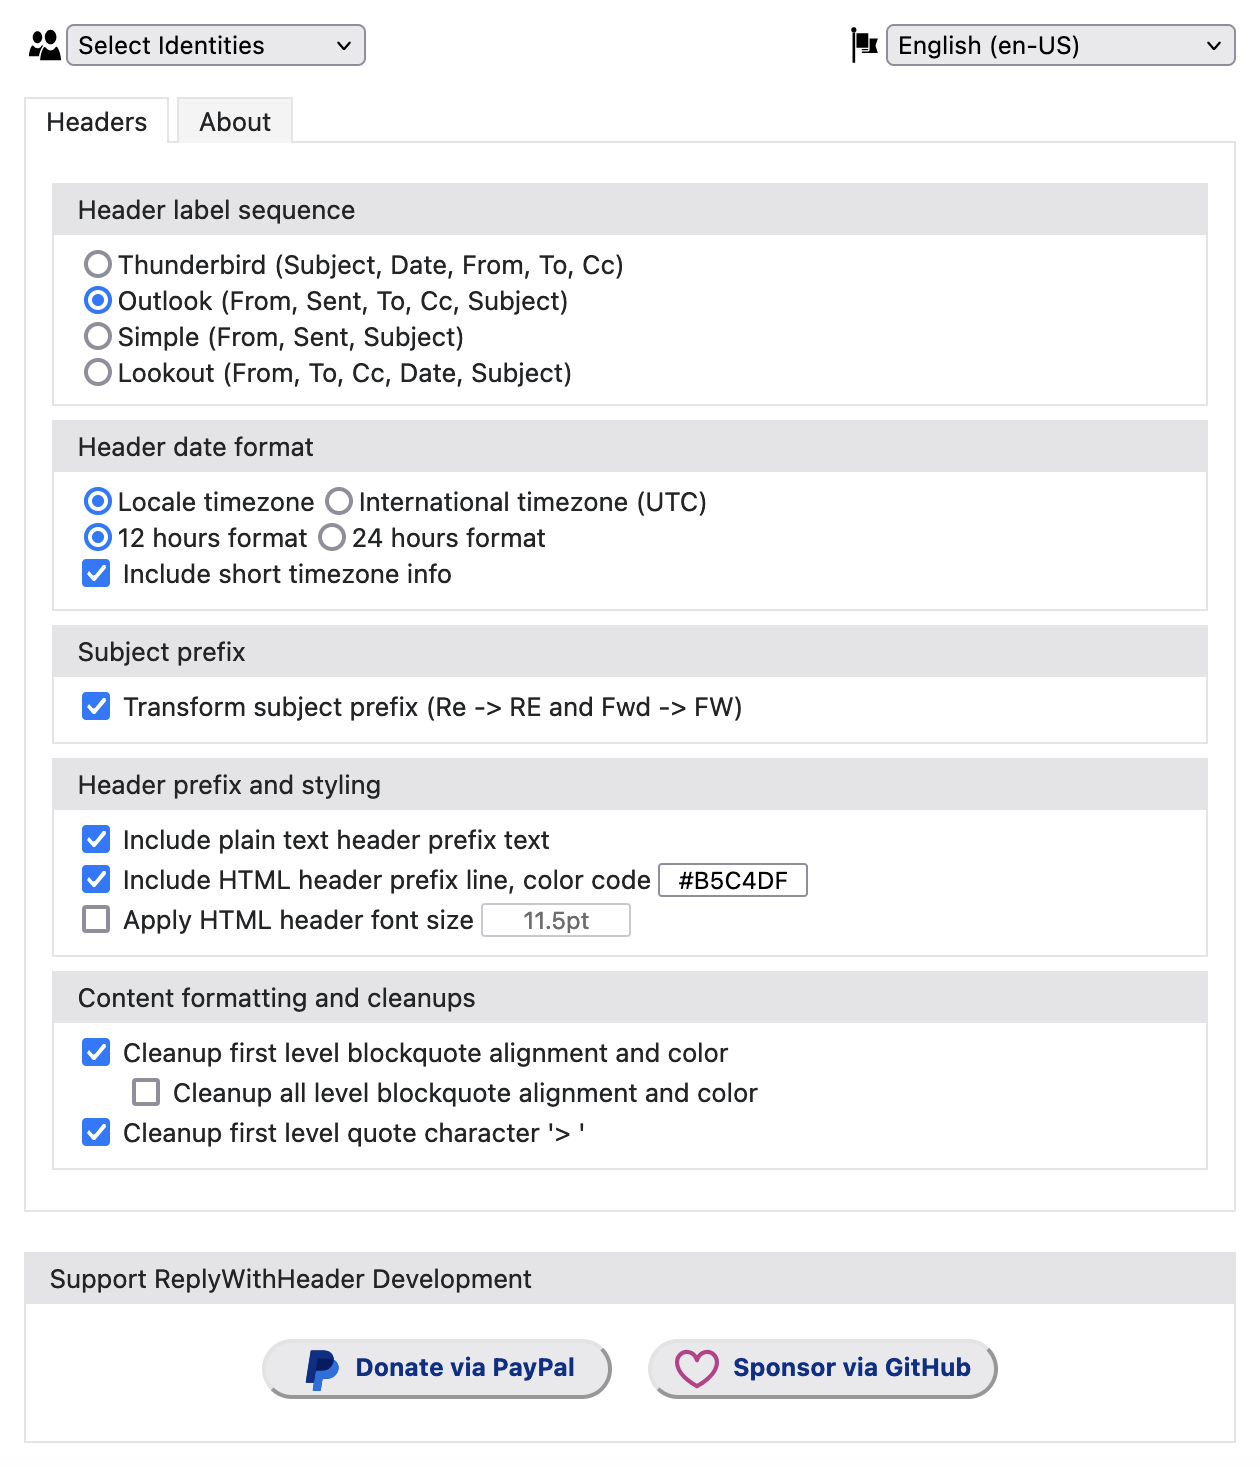 Select Identities
English (en-US)
Headers
About
Header label sequence
Thunderbird (Subject, Date, From, To, Cc)
Outlook (From, Sent, To, Cc, Subject)
Simple (From, Sent, Subject)
Lookout (From, To, Cc, Date, Subject)
Header date format
Locale timezone International timezone (UTC)
12 hours format 24 hours format
Include short timezone info
Subject prefix
Transform subject prefix (Re -> RE and Fwd -> FW)
Header prefix and styling
Include plain text header prefix text
Include HTML header prefix line, color code #B5C4DF
Apply HTML header font size 11.5pt
Content formatting and cleanups
Cleanup first level blockquote alignment and color
Cleanup all level blockquote alignment and color
Cleanup first level quote character '> '
Support ReplyWithHeader Development
Donate via PayPal
Sponsor via GitHub